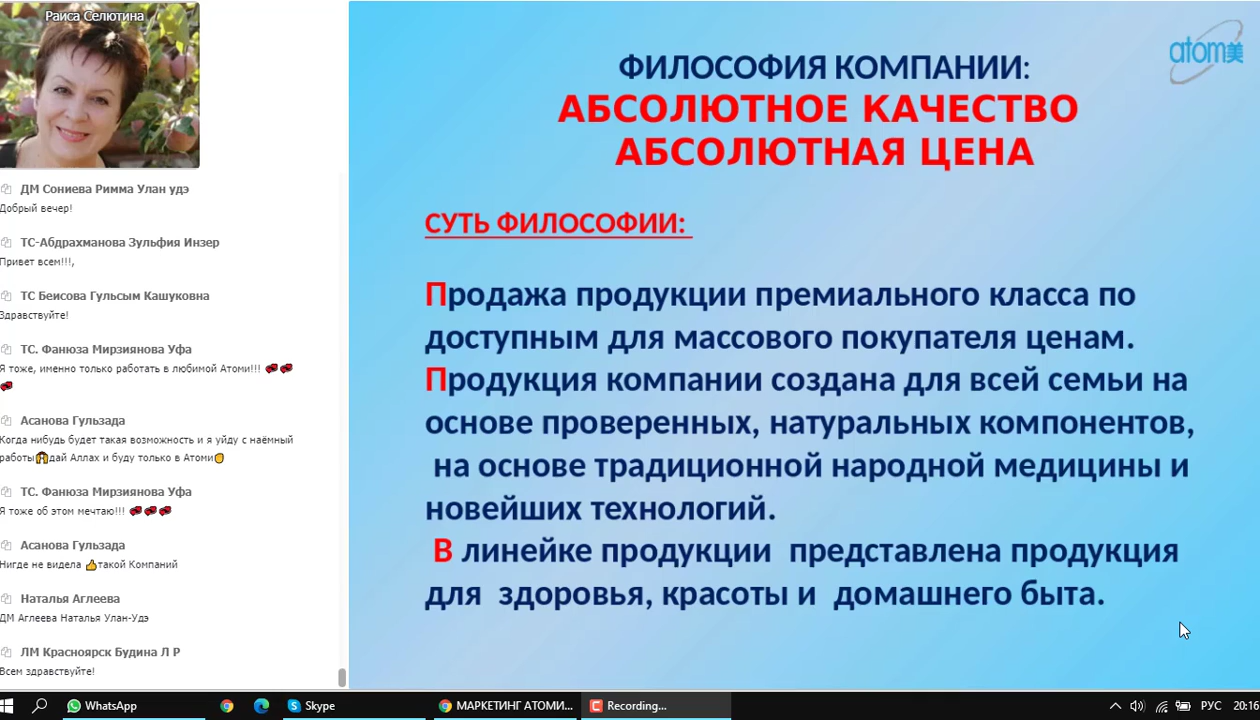 Раиса Селютина
ДМ Сониева Римма Улан удэ
Добрый вечер!
ТС-Абдрахманова Зульфия Инзер
Привет всем!!!,
ТС Беисова Гульсым Кашуковна
Здравствуйте!
ТС. Фанюза Мирзиянова Уфа
Я тоже, именно только работать в любимой Атоми!!!
Асанова Гульзада
Когда нибудь будет такая возможность и я уйду с наёмный
работы дай Аллах и буду только в Атоми
ТС. Фанюза Мирзиянова Уфа
Я тоже об этом мечтаю!!!
Асанова Гульзада
Нигде не видела 👍такой Компаний
Наталья Аглеева
ДМ Аглеева Наталья Улан-Удэ
ЛМ Красноярск Будина Л Р
Всем здравствуйте!
atom美
ФИЛОСОФИЯ КОМПАНИИ:
АБСОЛЮТНОЕ КАЧЕСТВО
АБСОЛЮТНАЯ ЦЕНА
СУТЬ ФИЛОСОФИИ:
Продажа продукции премиального класса по
доступным для массового покупателя ценам.
Продукция компании создана для всей семьи на
основе проверенных, натуральных компонентов,
на основе традиционной народной медицины и
новейших технологий.
В линейке продукции представлена продукция
для здоровья, красоты и домашнего быта.
WhatsApp
Skype
МАРКЕТИНГ АТОМИ...
Recording...
РУС
20:16